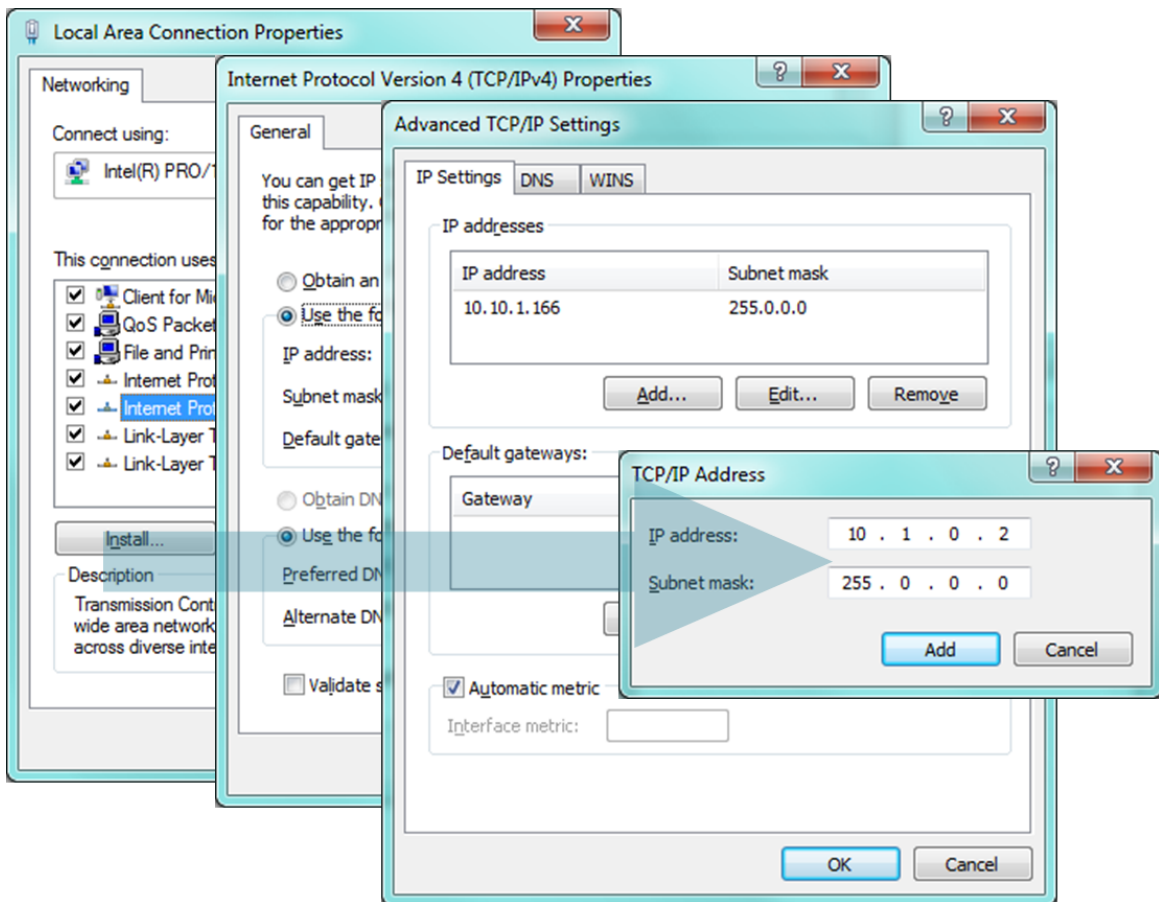 Local Area Connection Properties
Networking
Connect using:
Intel(R) PRO/1
This connection uses
Client for Mi
QoS Packet
File and Prin
Internet Prot
Internet Prot
Link-Layer T
Link-Layer T
Install...
Description
Transmission Cont
wide area network
across diverse inte
Internet Protocol Version 4 (TCP/IPv4) Properties
General
You can get IP
this capability.
for the appropr
Obtain an
Use the fo
IP address:
Subnet mask
Default gate
Obtain DN
Use the fo
Preferred DN
Alternate DN
Validate s
Advanced TCP/IP Settings
IP Settings DNS WINS
IP addresses
IP address Subnet mask
10.10.1.166 255.0.0.0
Add... Edit... Remove
Default gateways:
Gateway
Automatic metric
Interface metric:
OK Cancel
TCP/IP Address
IP address: 10 . 1 . 0 . 2
Subnet mask: 255 . 0 . 0 . 0
Add Cancel